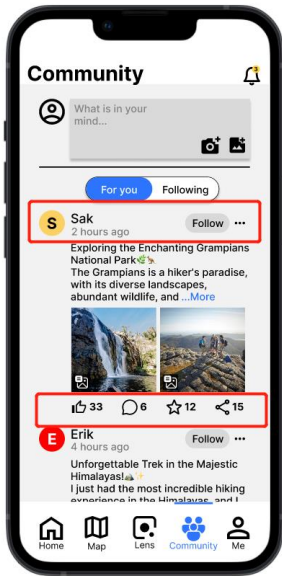 Community
3
What is in your
mind...
For you
Following
S
Sak
2 hours ago
Follow
Exploring the Enchanting Grampians
National Park
The Grampians is a hiker's paradise,
with its diverse landscapes,
abundant wildlife, and ...More
33
6
12
15
E
Erik
4 hours ago
Follow
Unforgettable Trek in the Majestic
Himalayas!
I just had the most incredible hiking
experience in the Himalayas, and I
Home
Map
Lens
Community
Me